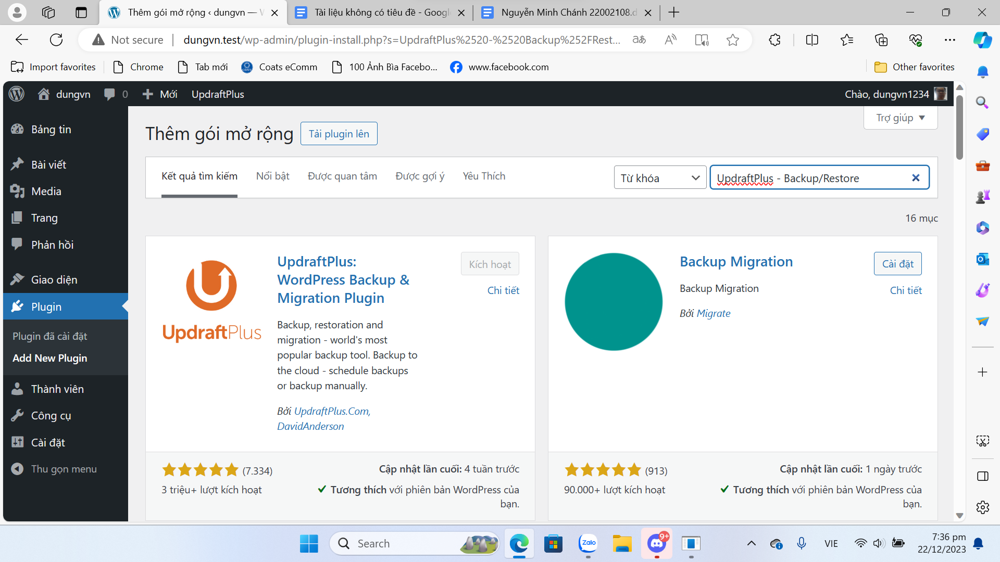 Thêm gói mở rộng ‹ dungvn — W
Tài liệu không có tiêu đề - Googl
Nguyễn Minh Chánh 22002108.d
Not secure
dungvn.test/wp-admin/plugin-install.php?s=UpdraftPlus%2520-%2520Backup%252FRest...
Import favorites
Chrome
Tab mới
Coats eComm
100 Ảnh Bìa Facebo...
www.facebook.com
Other favorites
dungvn
0
Mới
UpdraftPlus
Chào, dungvn1234
Trợ giúp
Bảng tin
Bài viết
Media
Trang
Phản hồi
Giao diện
Plugin
Plugin đã cài đặt
Add New Plugin
Thành viên
Công cụ
Cài đặt
Thu gọn menu
Thêm gói mở rộng
Tải plugin lên
Kết quả tìm kiếm
Nổi bật
Được quan tâm
Được gợi ý
Yêu Thích
Từ khóa
UpdraftPlus - Backup/Restore
16 mục
UpdraftPlus
UpdraftPlus:
WordPress Backup &
Migration Plugin
Kích hoạt
Chi tiết
Backup, restoration and
migration - world's most
popular backup tool. Backup to
the cloud - schedule backups
or backup manually.
Bởi UpdraftPlus.Com,
DavidAnderson
(7.334)
3 triệu+ lượt kích hoạt
Cập nhật lần cuối: 4 tuần trước
Tương thích với phiên bản WordPress của
bạn.
Backup Migration
Cài đặt
Chi tiết
Backup Migration
Bởi Migrate
(913)
90.000+ lượt kích hoạt
Cập nhật lần cuối: 1 ngày trước
Tương thích với phiên bản WordPress của
bạn.
Search
Zalo
9+
VIE
7:36 pm
22/12/2023